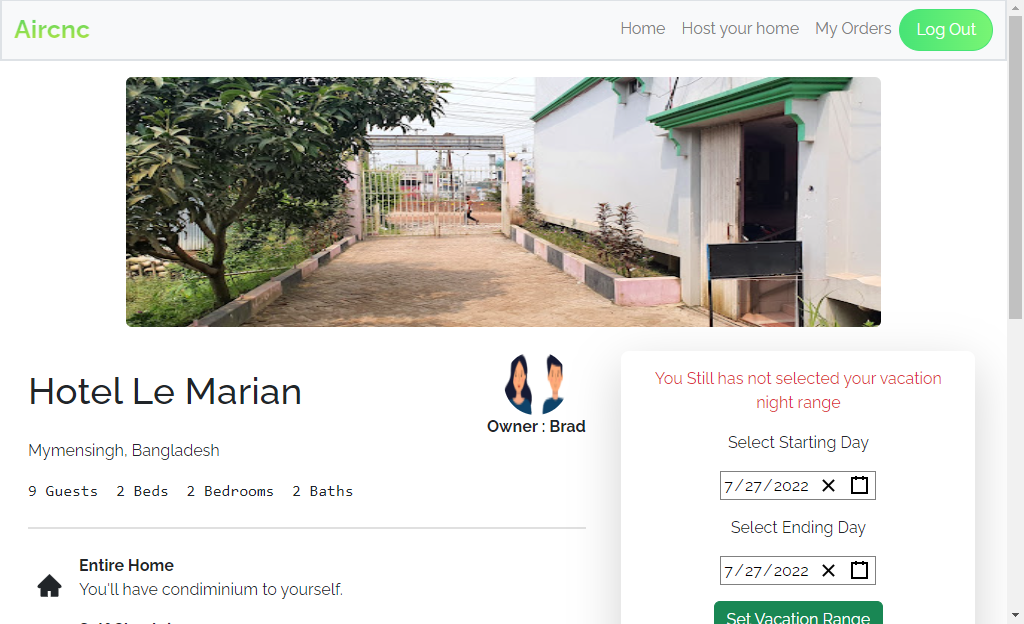 Aircnc
Home Host your home My Orders Log Out
Hotel Le Marian
Owner : Brad
Mymensingh, Bangladesh
9 Guests 2 Beds 2 Bedrooms 2 Baths
Entire Home
You'll have condiminium to yourself.
You Still has not selected your vacation
night range
Select Starting Day
7/27/2022
Select Ending Day
7/27/2022
Set Vacation Range